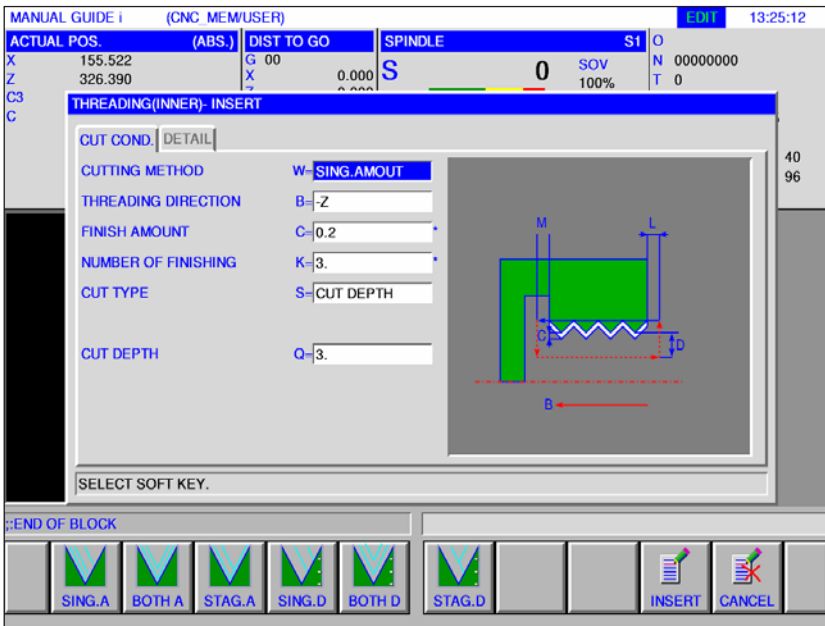 MANUAL GUIDE i (CNC_MEM/USER) EDIT 13:25:12
ACTUAL POS. (ABS.) DIST TO GO SPINDLE S1 O
X 155.522 G 00 S 0 SOV N 00000000
Z 326.390 X 0.000 100% T 0
C3
C
THREADING(INNER)- INSERT
CUT COND. DETAIL
CUTTING METHOD W= SING.AMOUT
40
THREADING DIRECTION B= -Z
96
FINISH AMOUNT C= 0.2 *
NUMBER OF FINISHING K= 3. *
CUT TYPE S= CUT DEPTH
CUT DEPTH Q= 3.
M L
C D
B
SELECT SOFT KEY.
;:END OF BLOCK
SING.A BOTH A STAG.A SING.D BOTH D STAG.D INSERT CANCEL